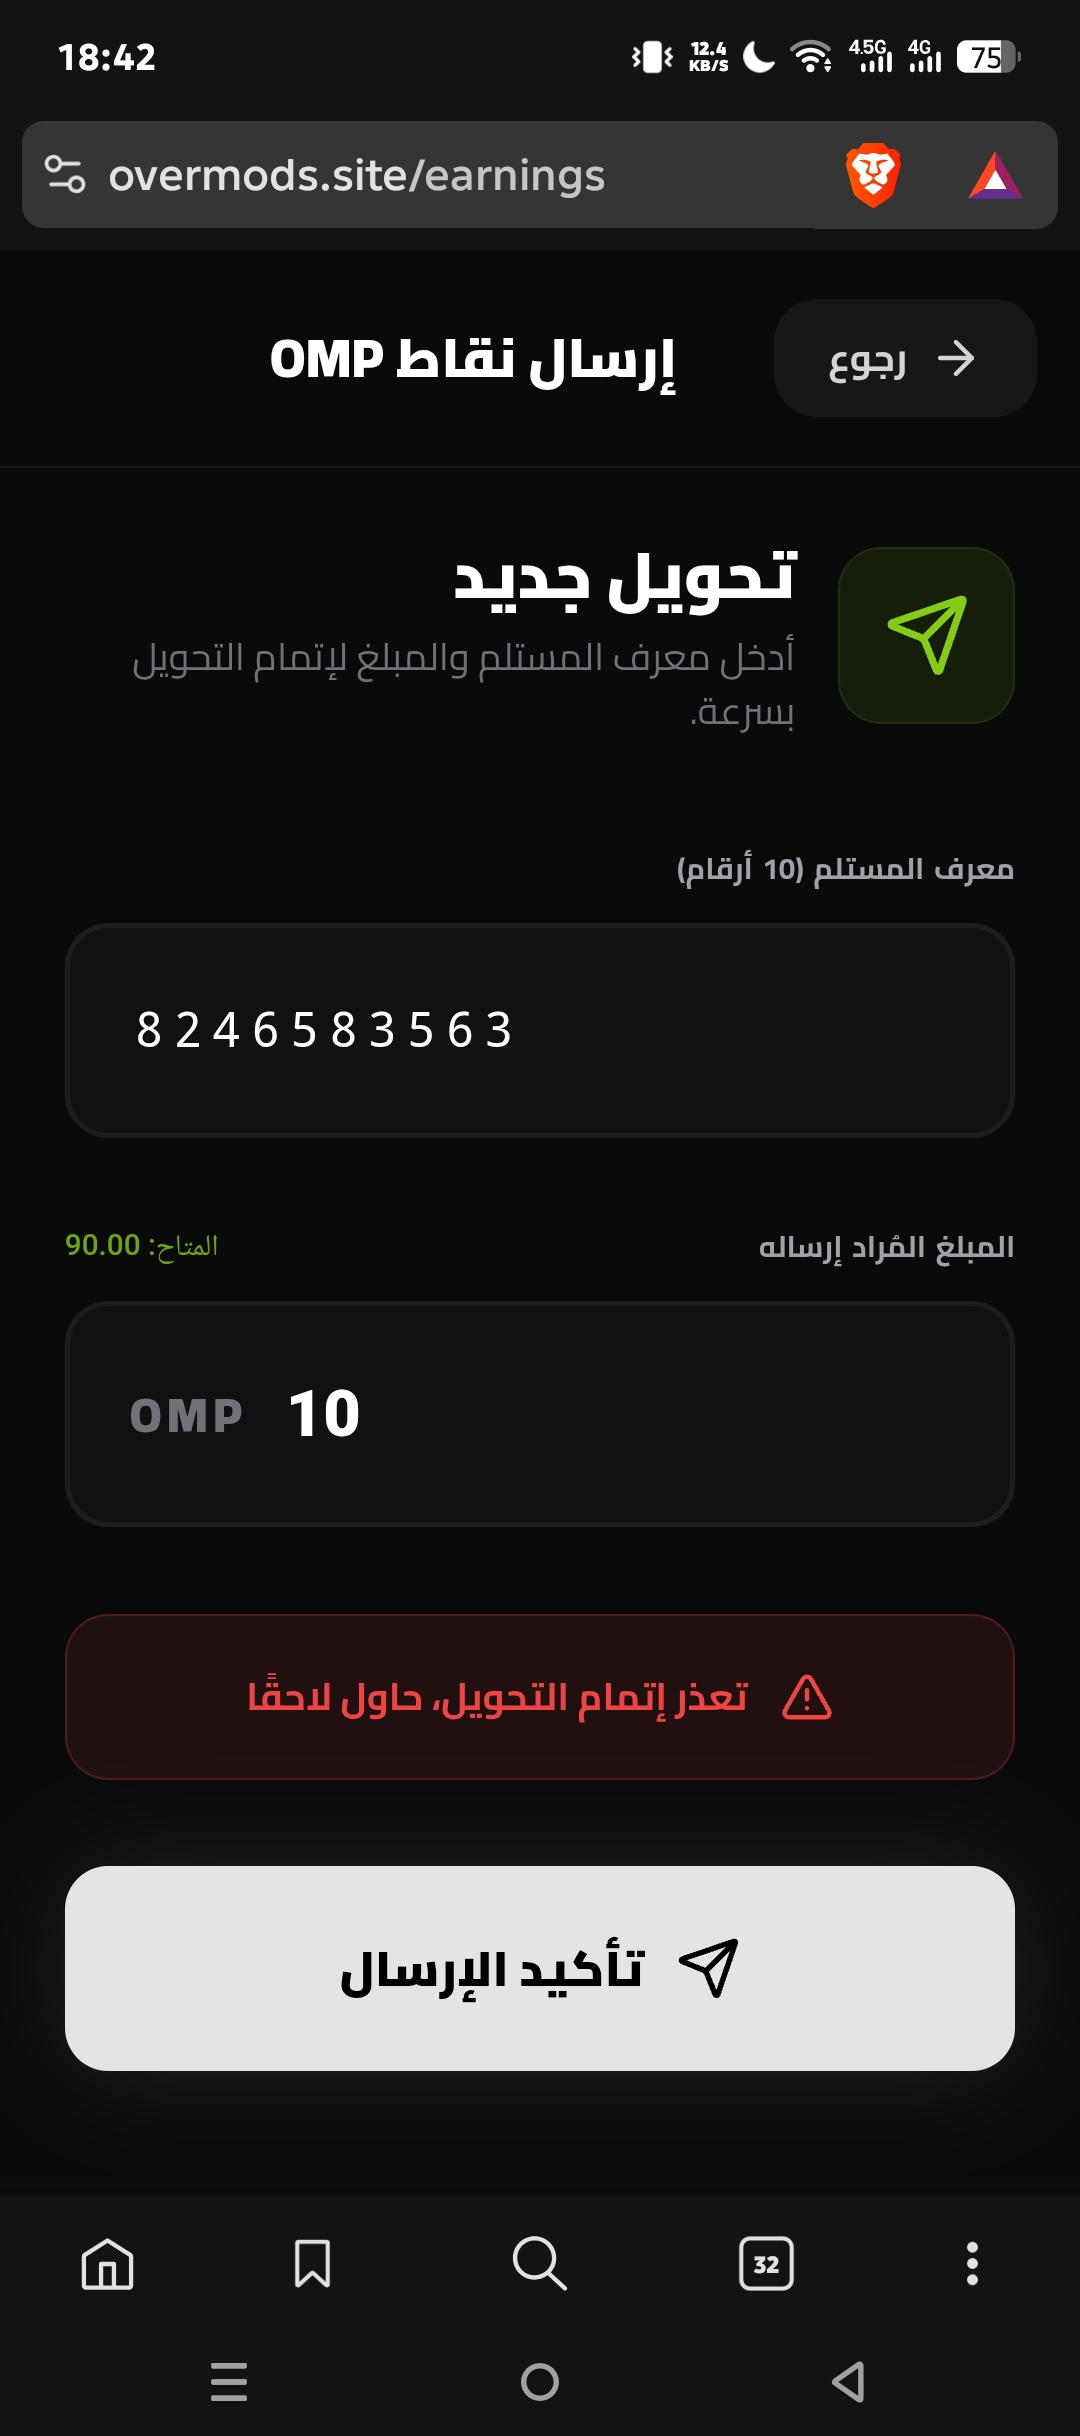 18:42
12.4
KB/S
4.5G
4G
75
overmods.site/earnings
رجوع
إرسال نقاط OMP
تحويل جديد
أدخل معرف المستلم والمبلغ لإتمام التحويل
بسرعة.
معرف المستلم (10 أرقام)
8246583563
المبلغ المُراد إرساله
المتاح: 90.00
OMP 10
تعذر إتمام التحويل، حاول لاحقًا
تأكيد الإرسال
32